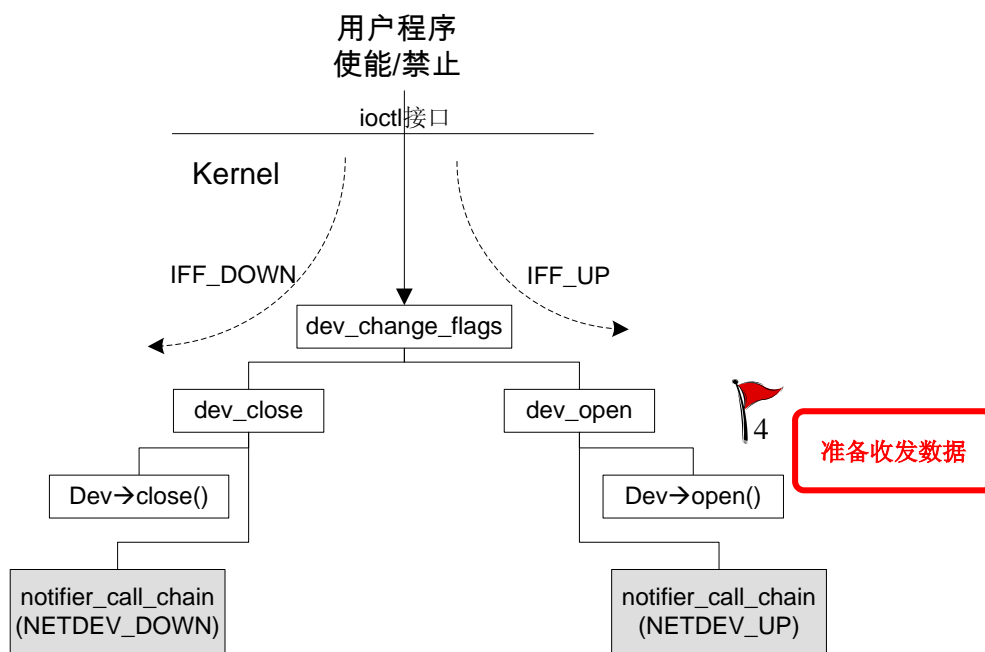 用户程序
使能/禁止
ioctl接口
Kernel
IFF_DOWN
IFF_UP
dev_change_flags
dev_close
dev_open
4
准备收发数据
Dev→close()
Dev→open()
notifier_call_chain
(NETDEV_DOWN)
notifier_call_chain
(NETDEV_UP)